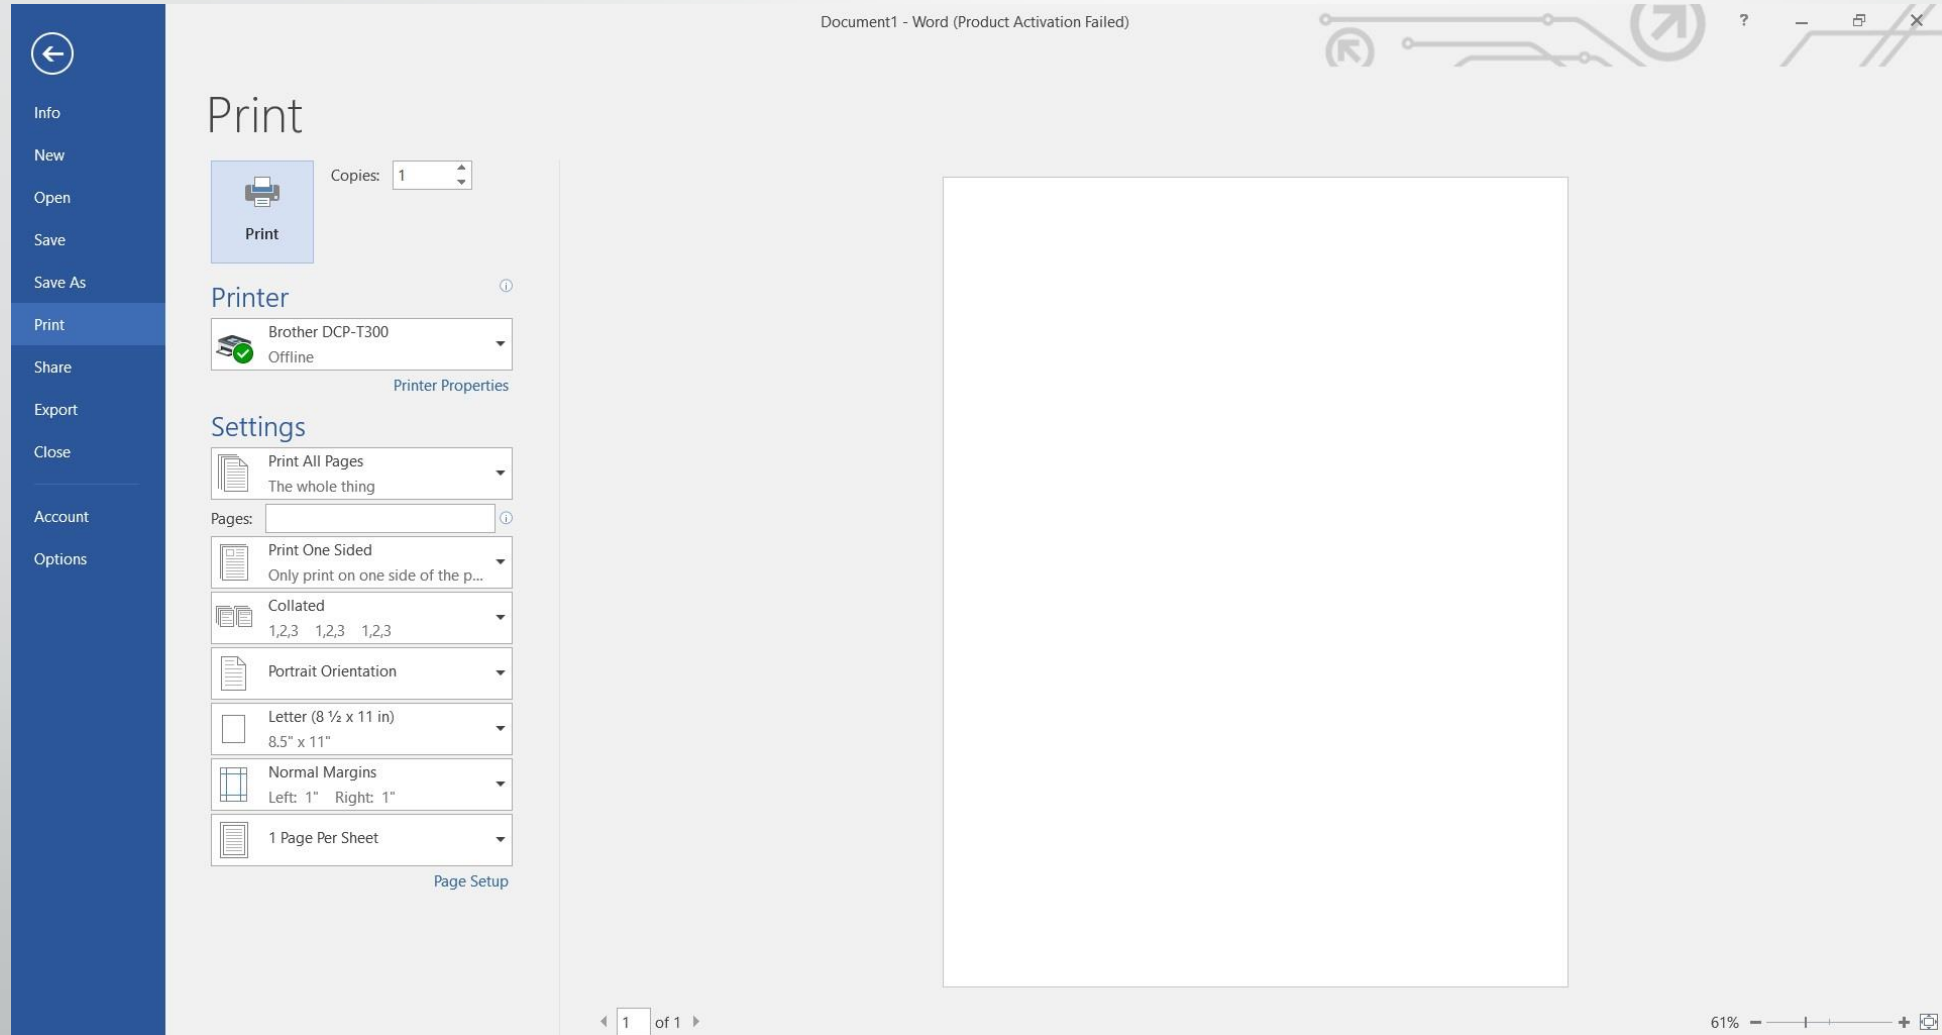 Document1 - Word (Product Activation Failed)
?
Info
New
Open
Save
Save As
Print
Share
Export
Close
Account
Options
Print
Print
Copies: 1
Printer
Brother DCP-T300
Offline
Printer Properties
Settings
Print All Pages
The whole thing
Pages:
Print One Sided
Only print on one side of the p...
Collated
1,2,3 1,2,3 1,2,3
Portrait Orientation
Letter (8 ½ x 11 in)
8.5" x 11"
Normal Margins
Left: 1" Right: 1"
1 Page Per Sheet
Page Setup
1 of 1
61%